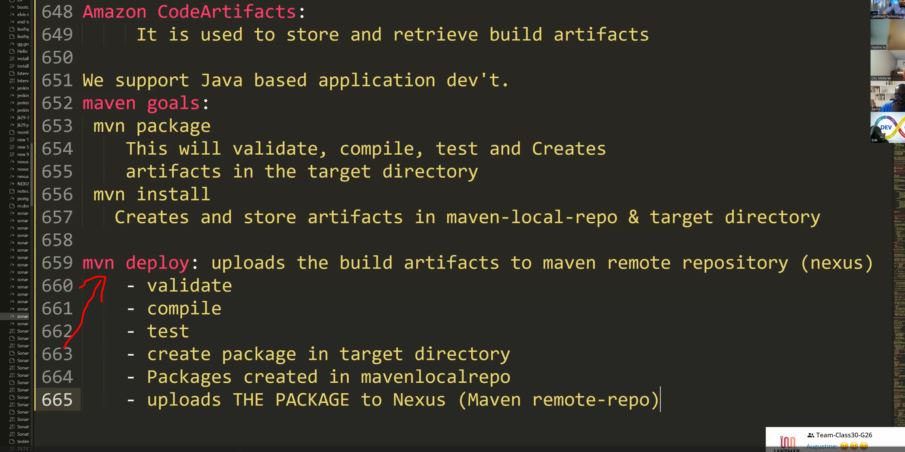 648 Amazon CodeArtifacts:
649 It is used to store and retrieve build artifacts
650
651 We support Java based application dev't.
652 maven goals:
653 mvn package
654 This will validate, compile, test and Creates
655 artifacts in the target directory
656 mvn install
657 Creates and store artifacts in maven-local-repo & target directory
658
659 mvn deploy: uploads the build artifacts to maven remote repository (nexus)
660 - validate
661 - compile
662 - test
663 - create package in target directory
664 - Packages created in mavenlocalrepo
665 - uploads THE PACKAGE to Nexus (Maven remote-repo)
DEV
Team-Class30-G26
Augustine: 😄😄😄